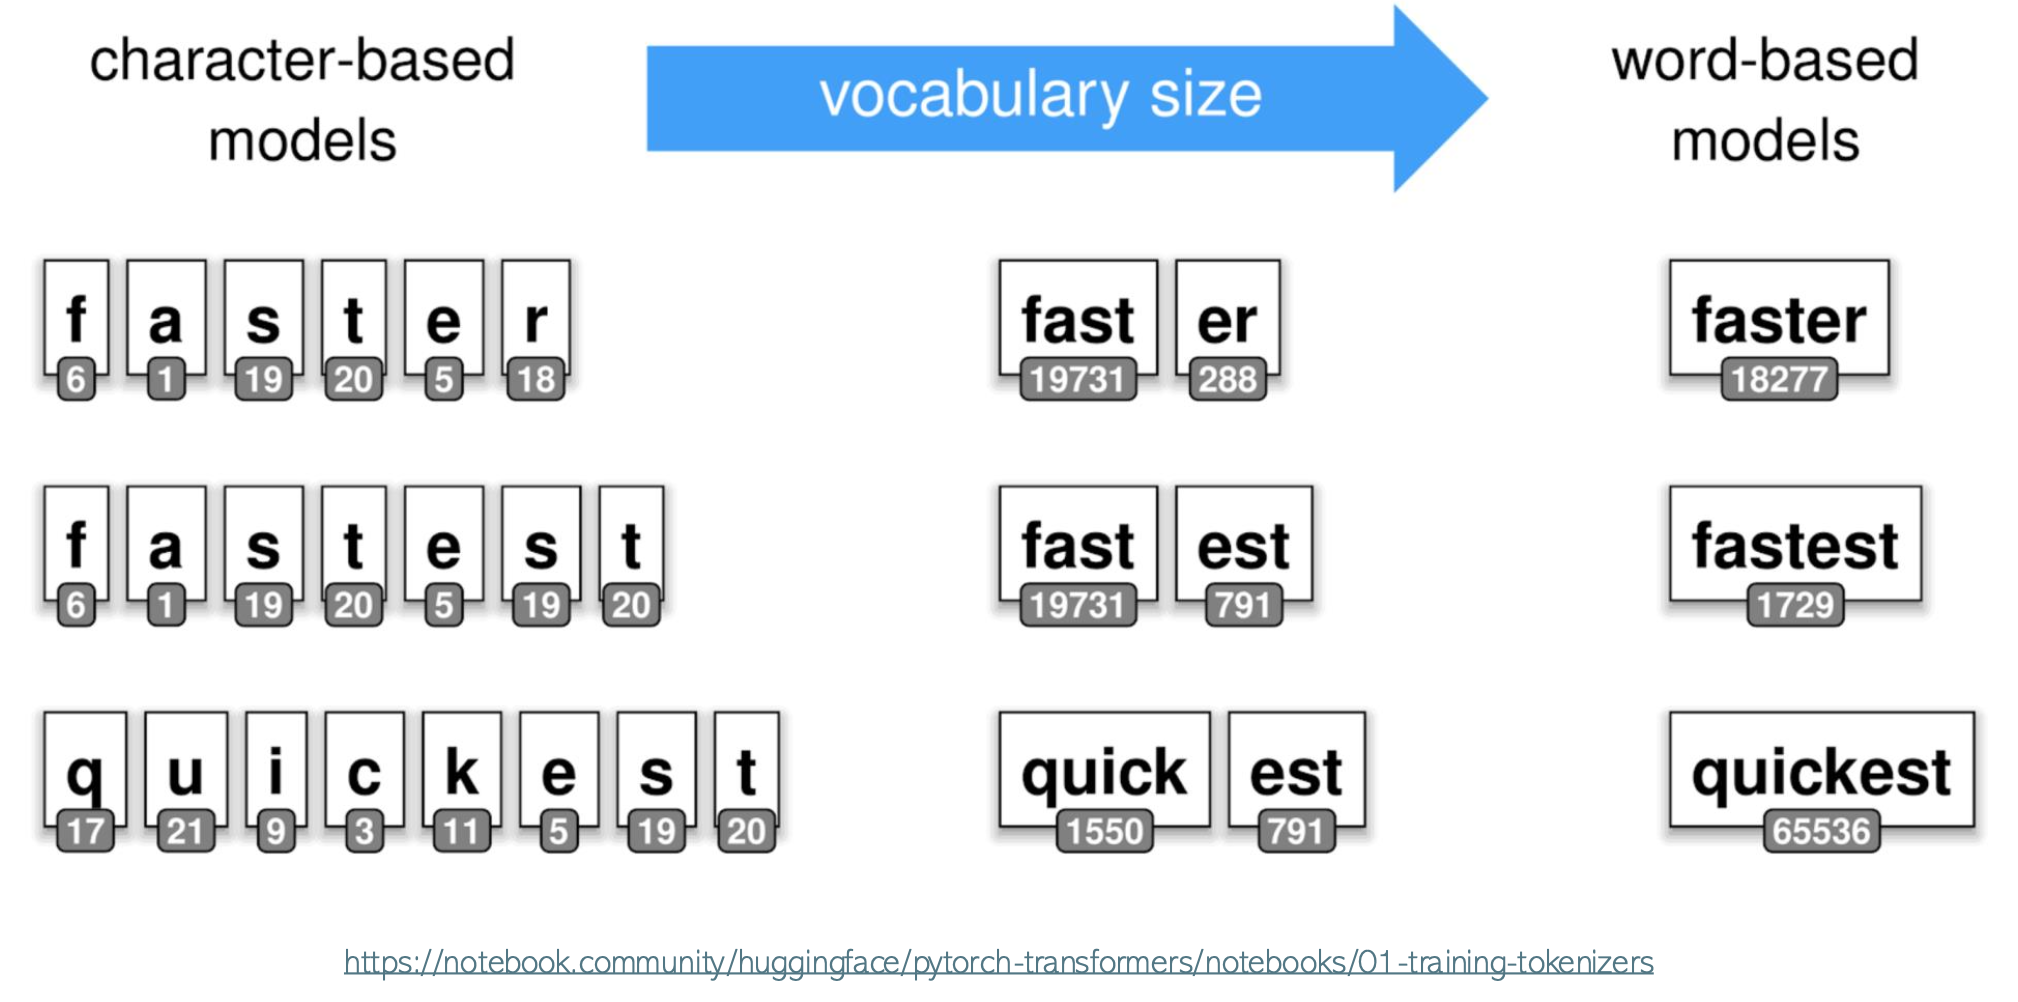 character-based
models
vocabulary size
word-based
models
f a s t e r
6 1 19 20 5 18
fast er
19731 288
faster
18277
f a s t e s t
6 1 19 20 5 19 20
fast est
19731 791
fastest
1729
q u i c k e s t
17 21 9 3 11 5 19 20
quick est
1550 791
quickest
65536
https://notebook.community/huggingface/pytorch-transformers/notebooks/01-training-tokenizers